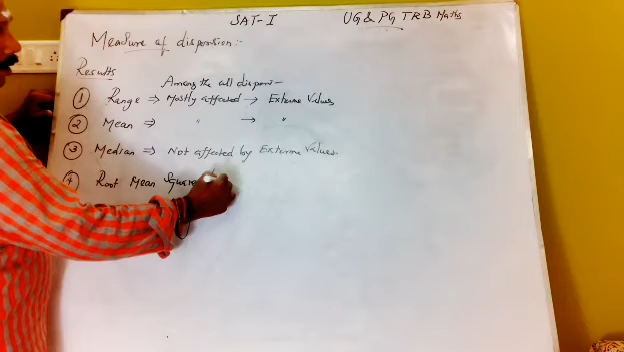 SAT-I UG & PG TRB Maths
Measure of dispersion:-
Results
Among the all dispers-
① Range ⇒ Mostly affected → Extreme Values
② Mean ⇒ " → "
③ Median ⇒ Not affected by Extreme Values.
④ Root Mean Square